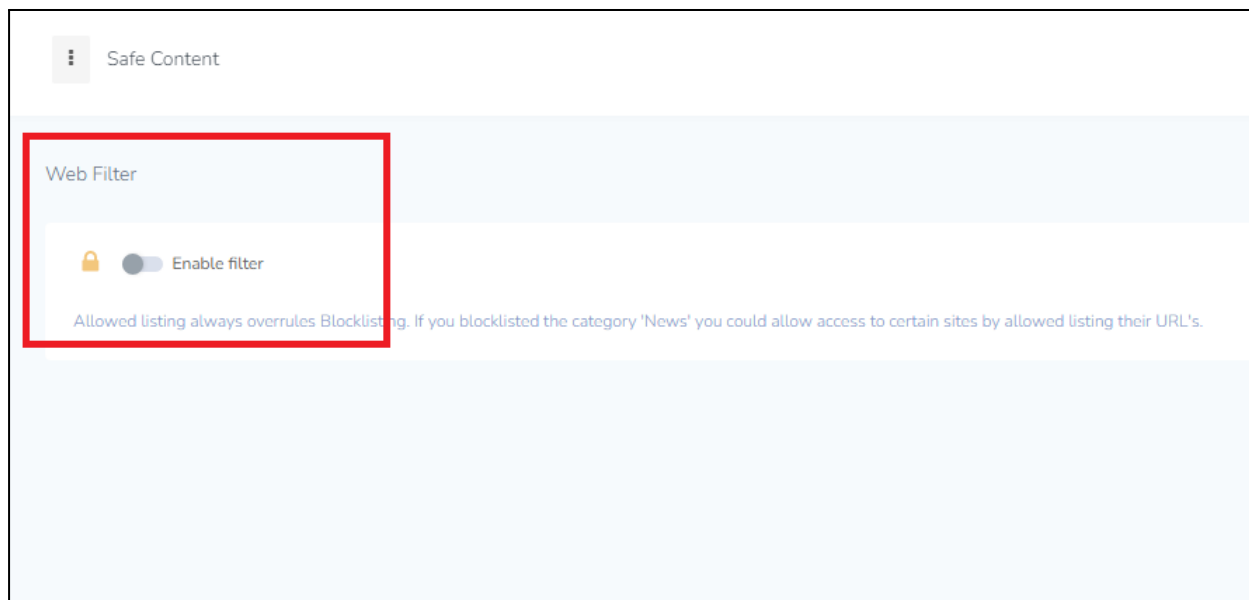 Safe Content
Web Filter
Enable filter
Allowed listing always overrules Blocklisting. If you blocklisted the category 'News' you could allow access to certain sites by allowed listing their URL's.